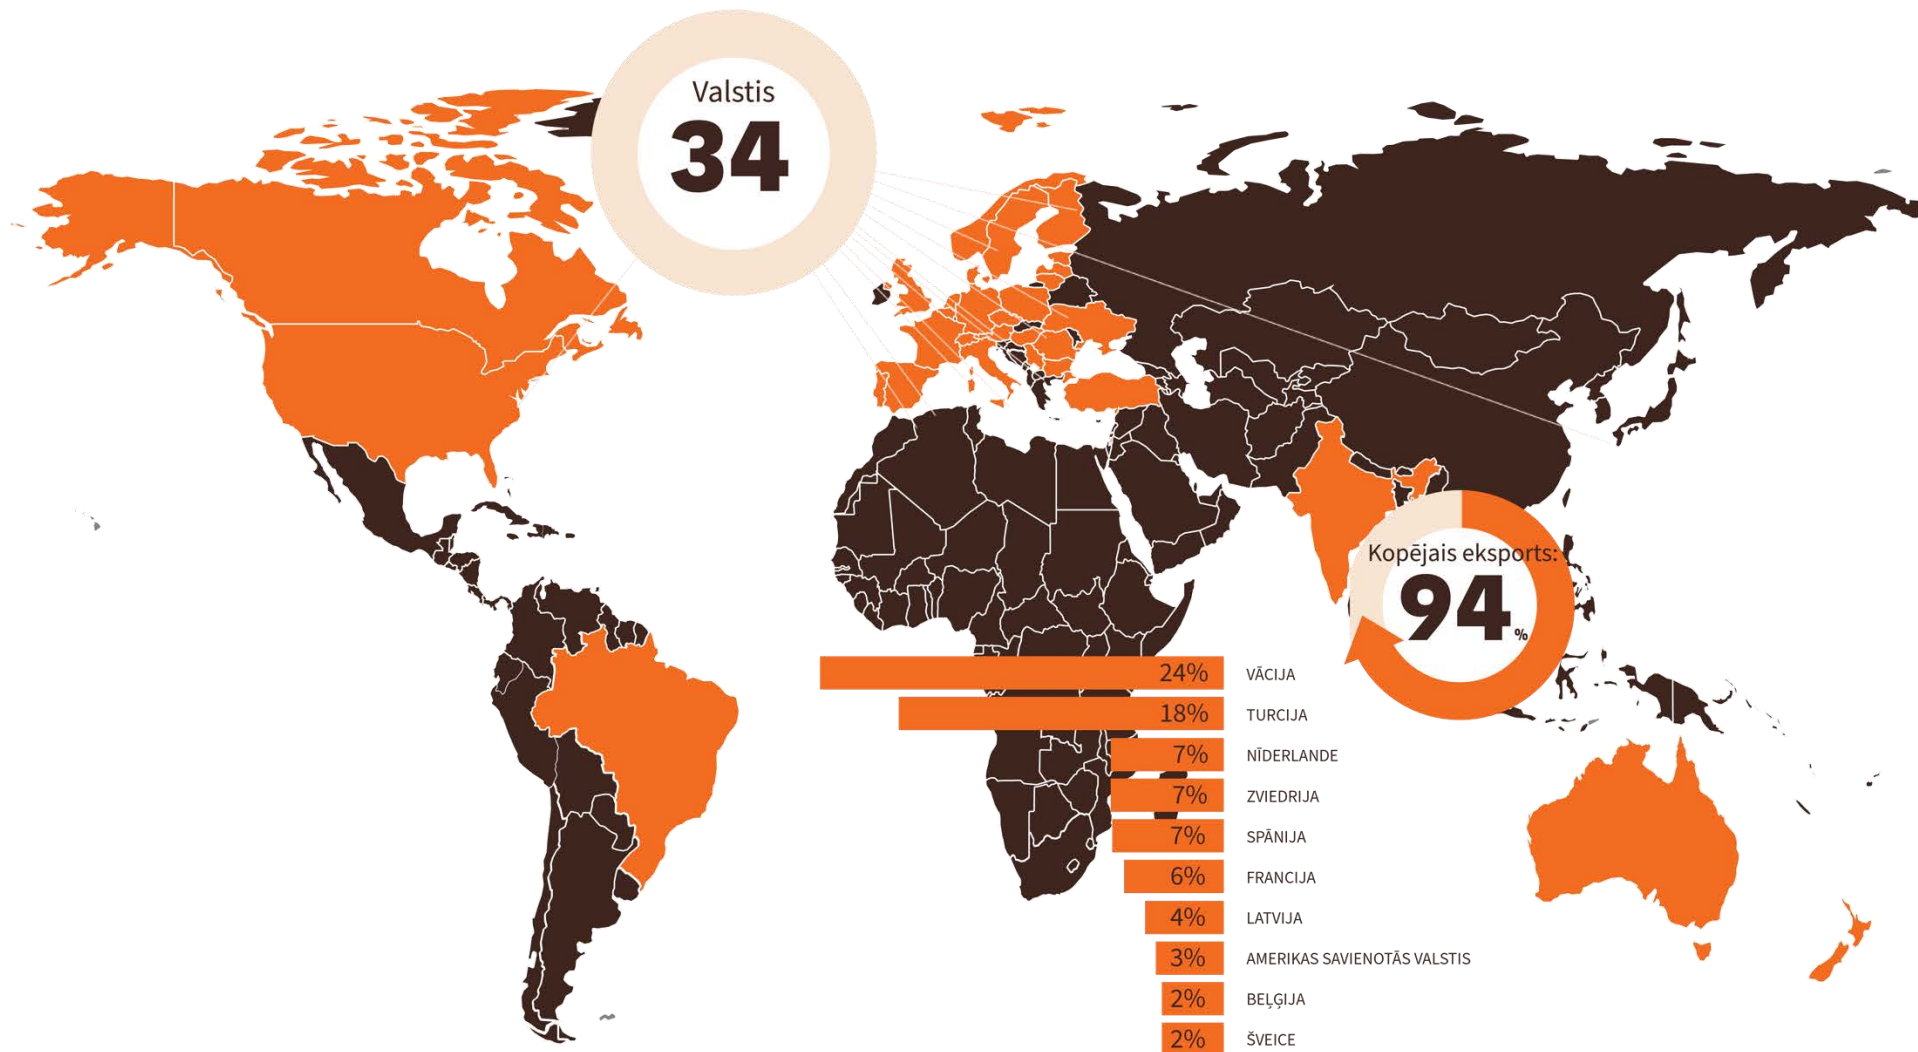 Valstis
34
Kopējais eksports:
94%
24% VĀCIJA
18% TURCIJA
7% NĪDERLANDE
7% ZVIEDRIJA
7% SPĀNIJA
6% FRANCIJA
4% LATVIJA
3% AMERIKAS SAVIENOTĀS VALSTIS
2% BEĻĢIJA
2% ŠVEICE